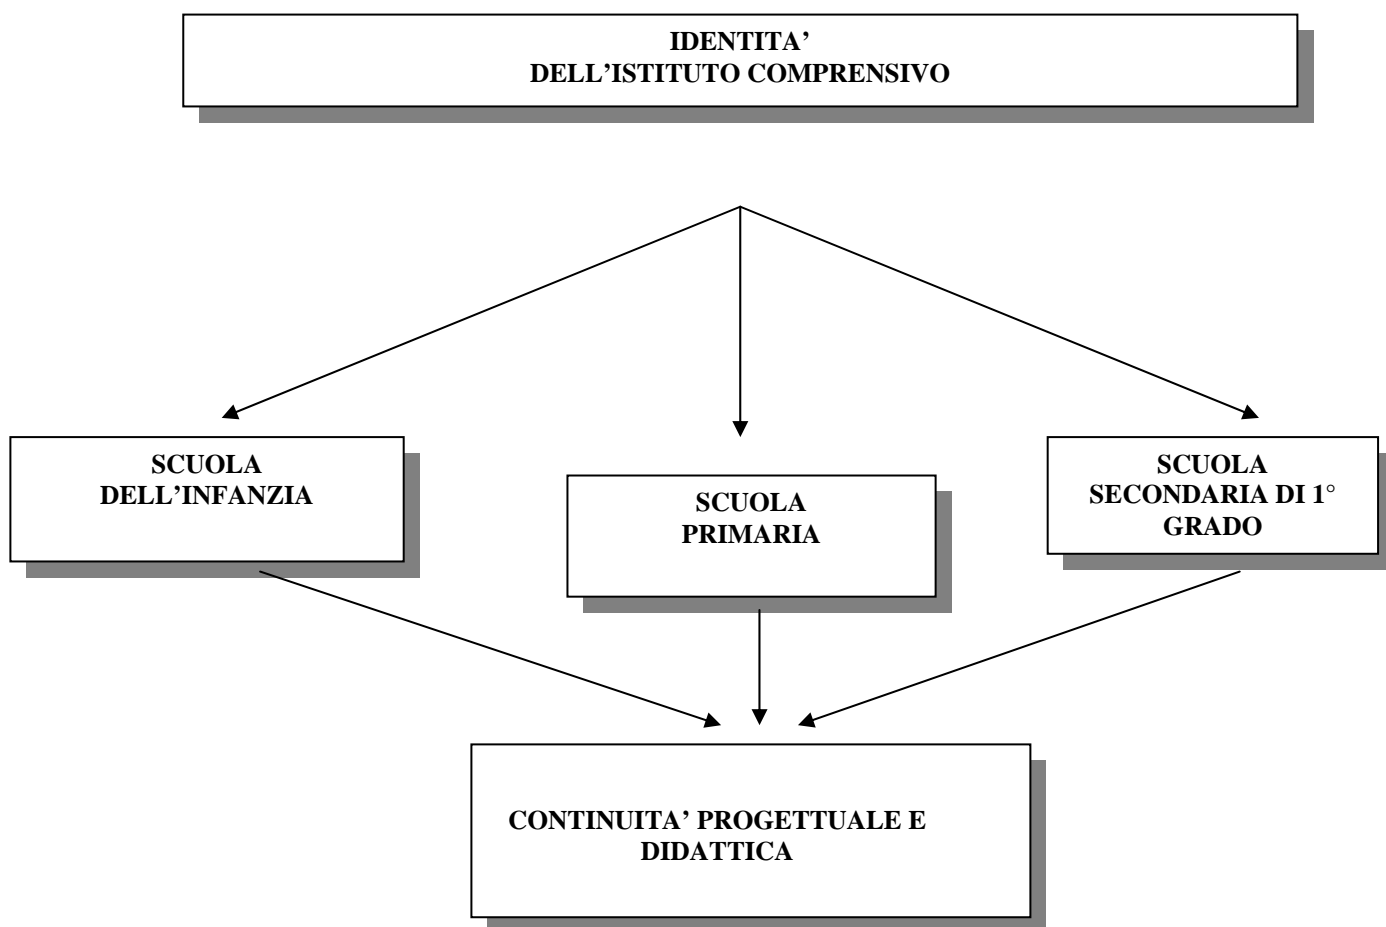 IDENTITA’
DELL’ISTITUTO COMPRENSIVO
SCUOLA
DELL’INFANZIA
SCUOLA
PRIMARIA
SCUOLA
SECONDARIA DI 1°
GRADO
CONTINUITA’ PROGETTUALE E
DIDATTICA